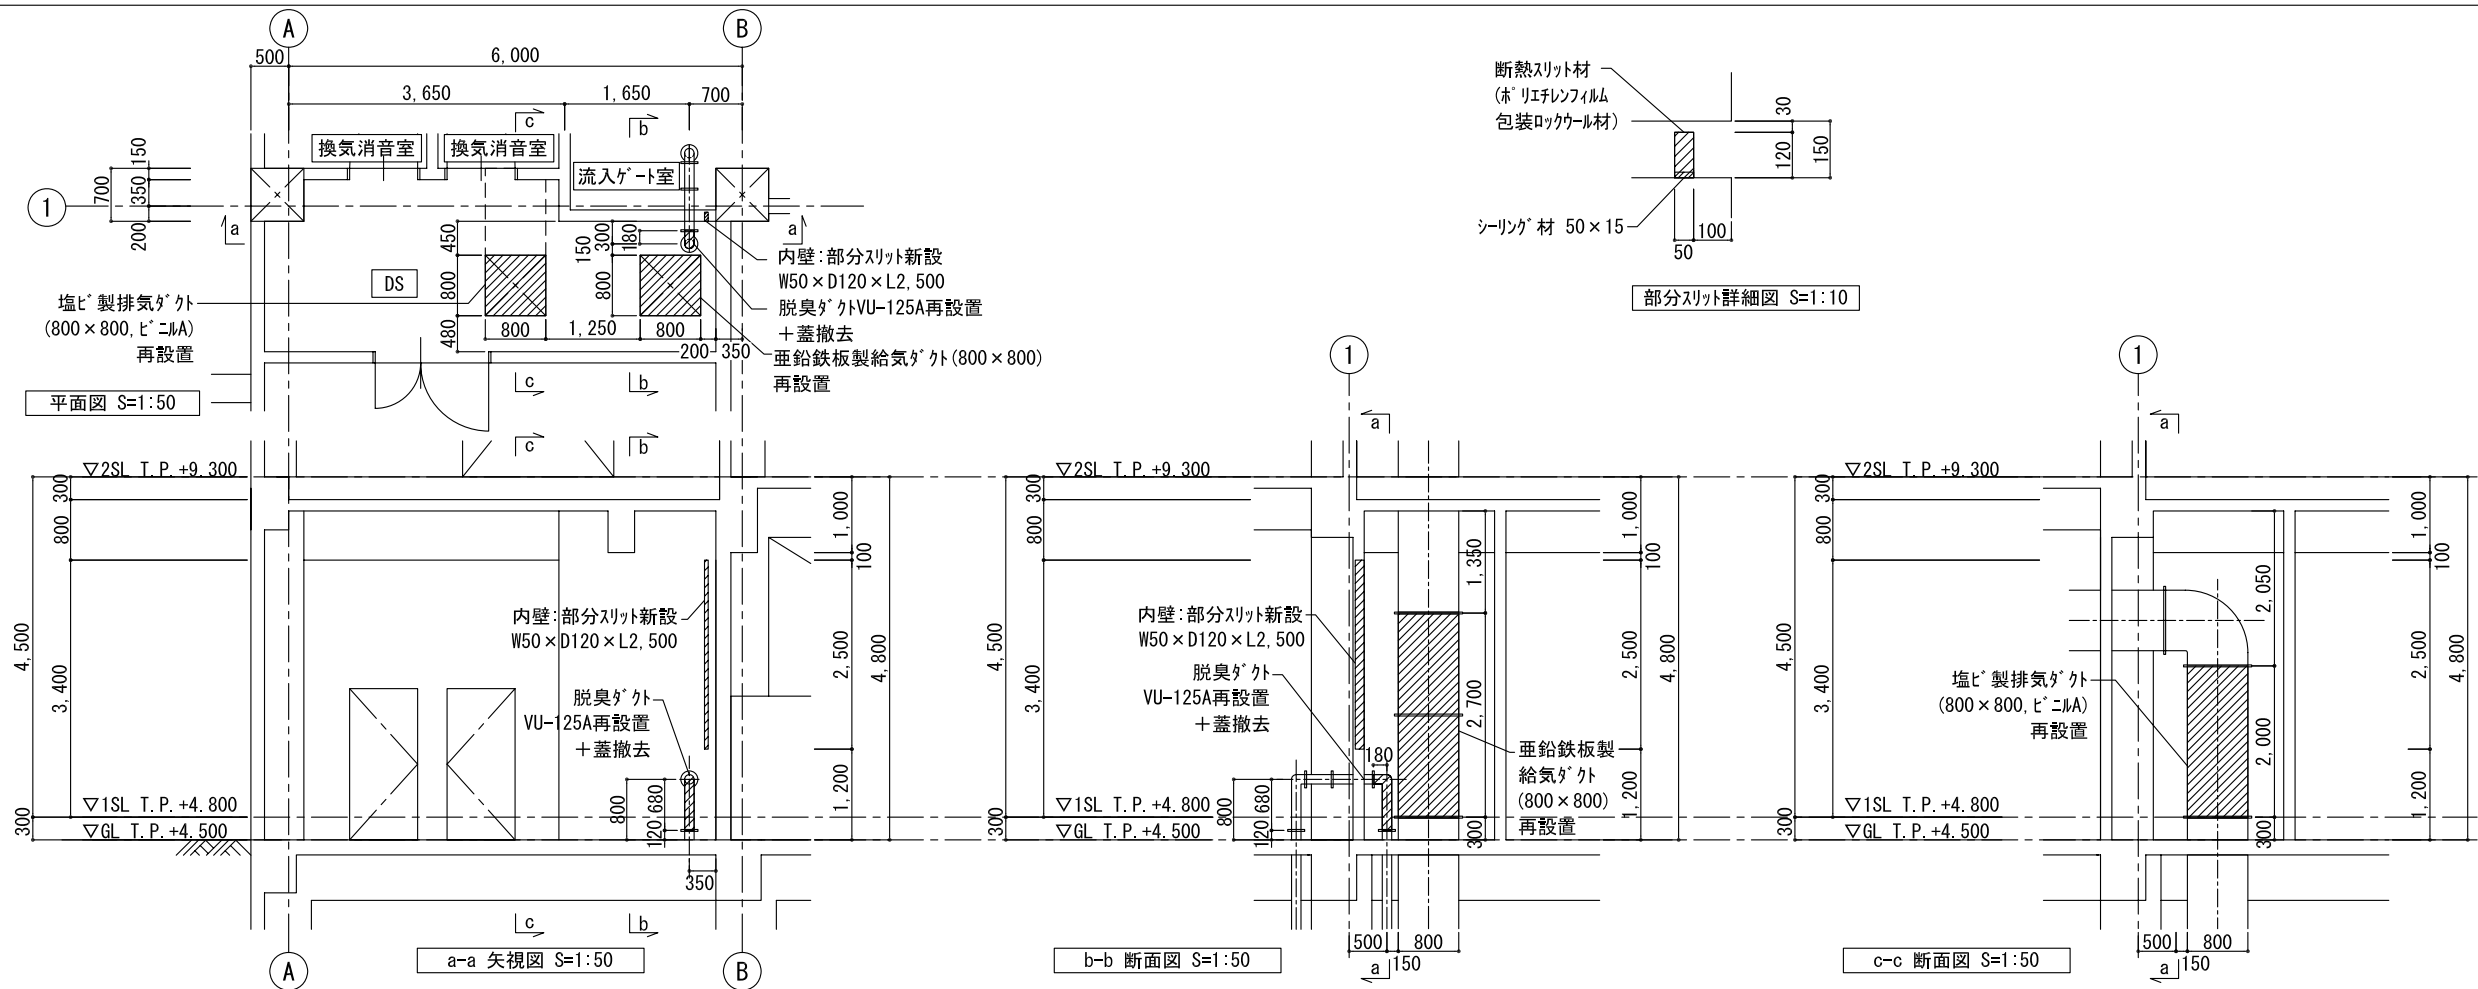 A
B
500
6,000
3,650
1,650
700
c
b
換気消音室
換気消音室
流入ゲート室
150
700
350
200
1
a
a
450
150
300
180
800
800
480
DS
塩ビ製排気ダクト
(800×800,ビニルA)
再設置
800
1,250
800
200
350
内壁:部分スリット新設
W50×D120×L2,500
脱臭ダクトVU-125A再設置
+蓋撤去
亜鉛鉄板製給気ダクト(800×800)
再設置
c
b
平面図 S=1:50
断熱スリット材
(ポリエチレンフィルム
包装ロックウール材)
30
120
150
シーリング材 50×15
50
100
部分スリット詳細図 S=1:10
c
b
▽2SL T.P.+9.300
300
800
4,500
3,400
300
▽1SL T.P.+4.800
▽GL T.P.+4.500
内壁:部分スリット新設
W50×D120×L2,500
脱臭ダクト
VU-125A再設置
+蓋撤去
800
680
120
350
1,000
100
2,500
4,800
1,200
c
b
A
B
a-a 矢視図 S=1:50
1
a
▽2SL T.P.+9.300
300
800
4,500
3,400
300
▽1SL T.P.+4.800
▽GL T.P.+4.500
内壁:部分スリット新設
W50×D120×L2,500
脱臭ダクト
VU-125A再設置
+蓋撤去
180
800
680
120
1,350
2,700
300
亜鉛鉄板製
給気ダクト
(800×800)
再設置
1,000
100
2,500
4,800
1,200
500
800
150
a
b-b 断面図 S=1:50
1
a
▽2SL T.P.+9.300
300
800
4,500
3,400
300
▽1SL T.P.+4.800
▽GL T.P.+4.500
塩ビ製排気ダクト
(800×800,ビニルA)
再設置
2,050
2,000
300
1,000
100
2,500
4,800
1,200
500
800
150
a
c-c 断面図 S=1:50